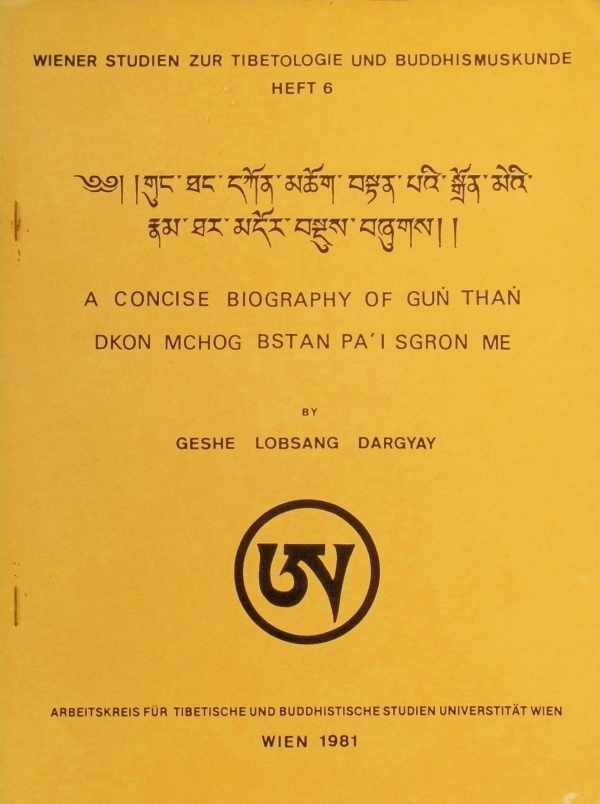 WIENER STUDIEN ZUR TIBETOLOGIE UND BUDDHISMUSKUNDE
HEFT 6
༄༅། །གུང་ཐང་དཀོན་མཆོག་བསྟན་པའི་སྒྲོན་མེའི་
རྣམ་ཐར་མདོར་བསྡུས་བཞུགས། །
A CONCISE BIOGRAPHY OF GUṄ THAṄ
DKON MCHOG BSTAN PA'I SGRON ME
BY
GESHE LOBSANG DARGYAY
ཨ
ARBEITSKREIS FÜR TIBETISCHE UND BUDDHISTISCHE STUDIEN UNIVERSTITÄT WIEN
WIEN 1981